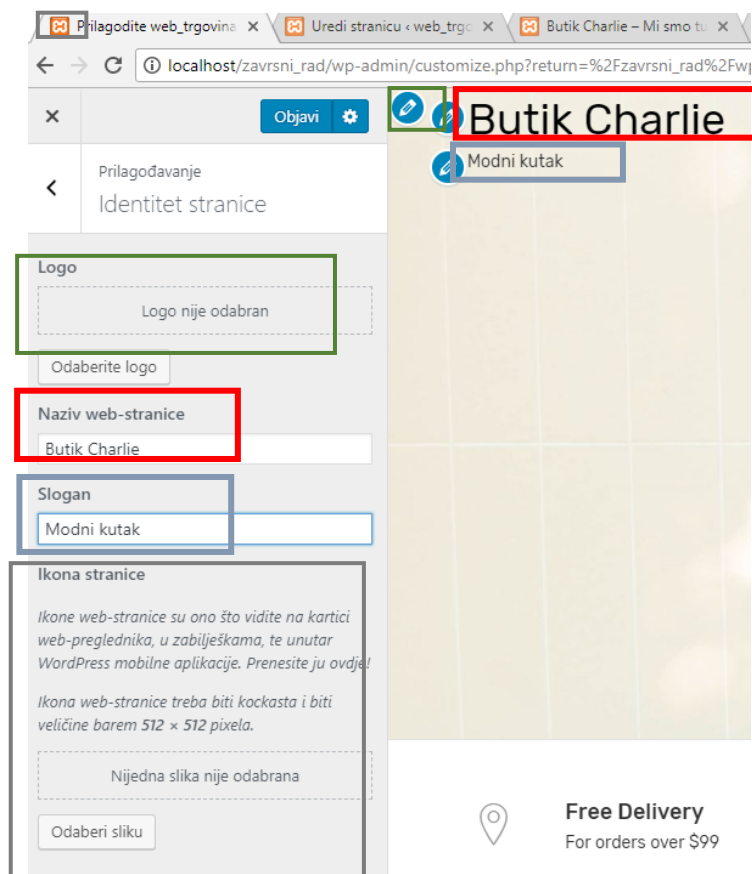 Prilagodite web_trgovina
Uredi stranicu ‹ web_trgo
Butik Charlie – Mi smo tu
localhost/zavrsni_rad/wp-admin/customize.php?return=%2Fzavrsni_rad%2Fwp
Objavi
Prilagođavanje
Identitet stranice
Butik Charlie
Modni kutak
Logo
Logo nije odabran
Odaberite logo
Naziv web-stranice
Butik Charlie
Slogan
Modni kutak
Ikona stranice
Ikone web-stranice su ono što vidite na kartici
web-preglednika, u zabilješkama, te unutar
WordPress mobilne aplikacije. Prenesite ju ovdje!
Ikona web-stranice treba biti kockasta i biti
veličine barem 512 × 512 pixela.
Nijedna slika nije odabrana
Odaberi sliku
Free Delivery
For orders over $99